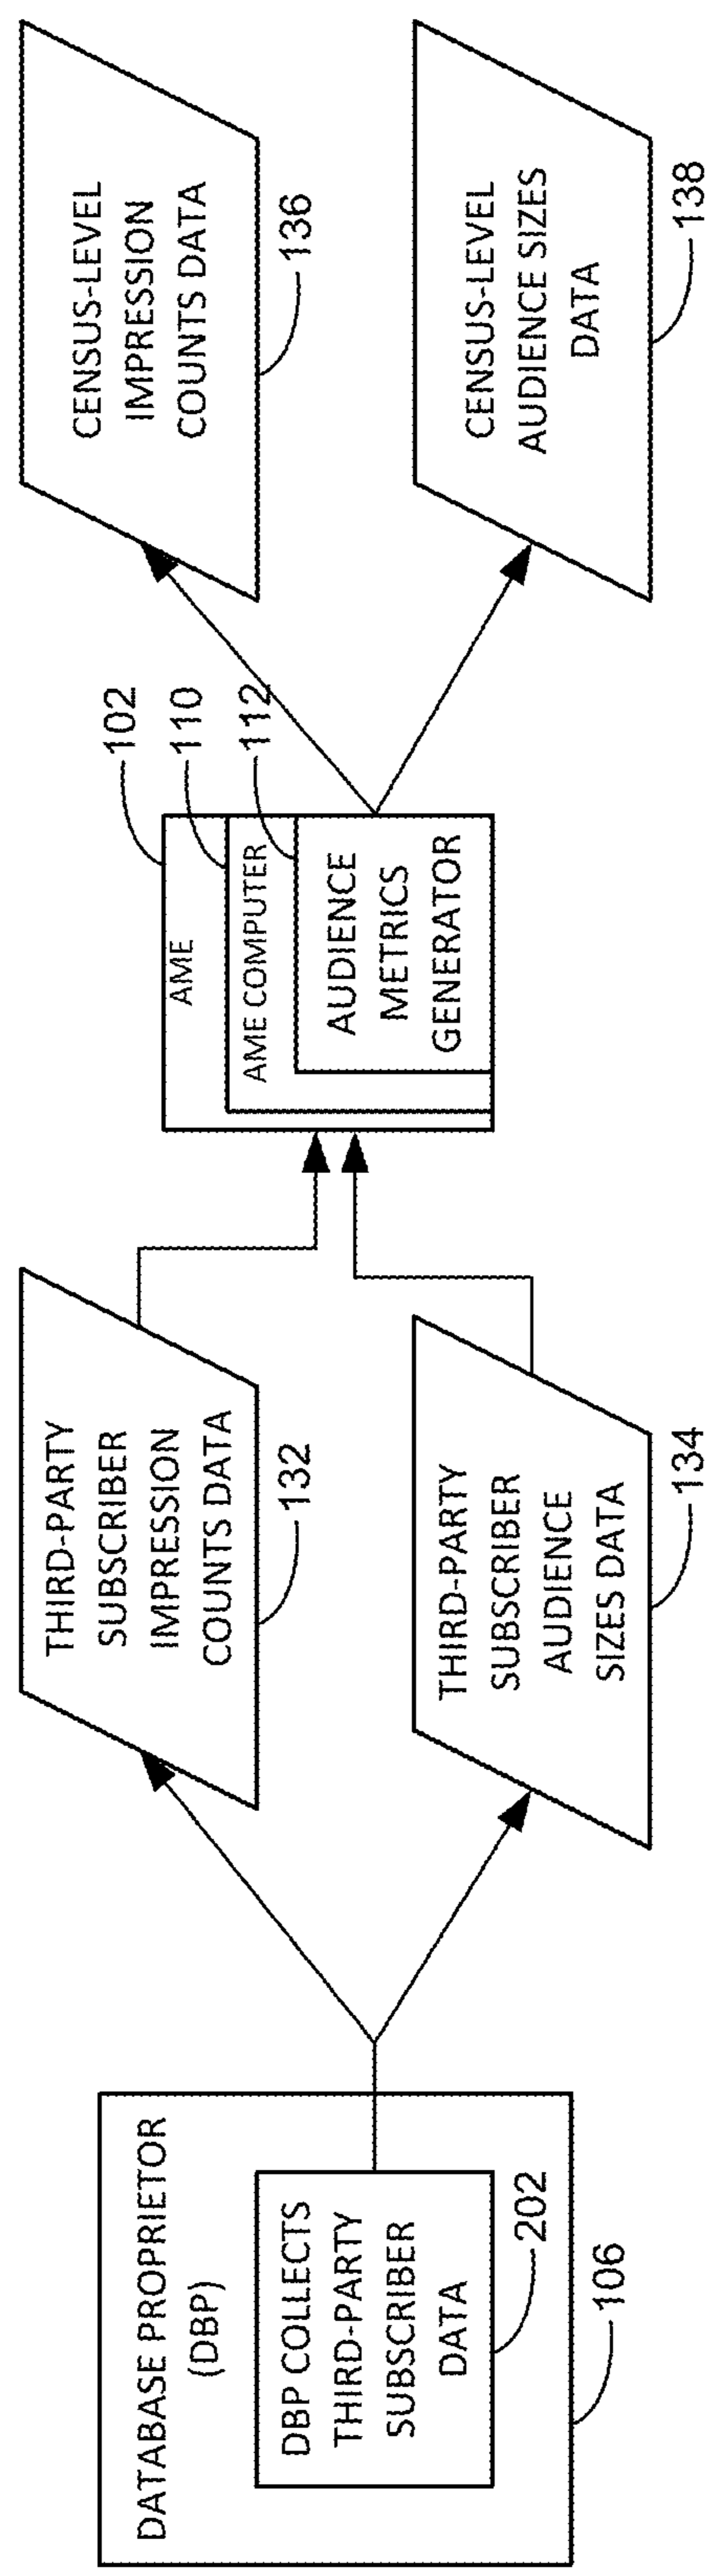 DATABASE PROPRIETOR
(DBP)
DBP COLLECTS
THIRD-PARTY
SUBSCRIBER
DATA
202
106
THIRD-PARTY
SUBSCRIBER
IMPRESSION
COUNTS DATA
132
THIRD-PARTY
SUBSCRIBER
AUDIENCE
SIZES DATA
134
AME
102
AME COMPUTER
110
AUDIENCE
METRICS
GENERATOR
112
CENSUS-LEVEL
IMPRESSION
COUNTS DATA
136
CENSUS-LEVEL
AUDIENCE SIZES
DATA
138